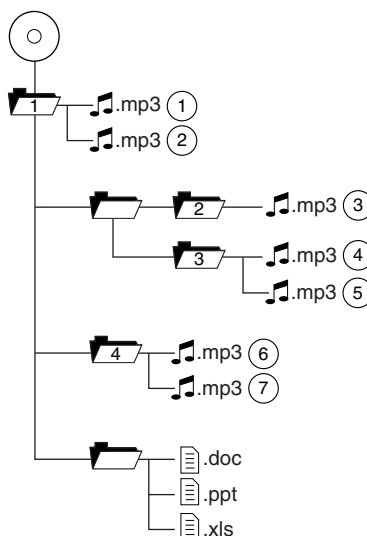 1 .mp3 1
.mp3 2
2 .mp3 3
3 .mp3 4
.mp3 5
4 .mp3 6
.mp3 7
.doc
.ppt
.xls